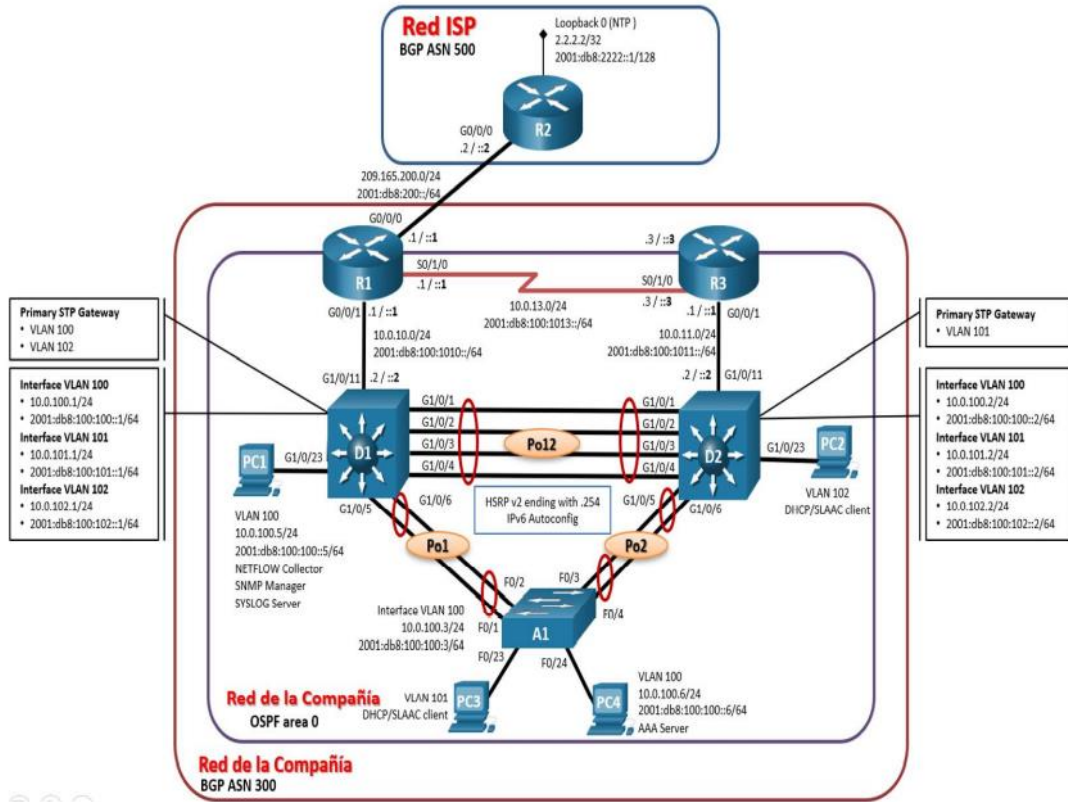 Red ISP
BGP ASN 500
Loopback 0 (NTP )
2.2.2.2/32
2001:db8:2222::1/128
R2
G0/0/0
.2 / ::2
209.165.200.0/24
2001:db8:200::/64
G0/0/0
.1 / ::1
R1
S0/1/0
.1 / ::1
.3 / ::3
R3
S0/1/0
.3 / ::3
10.0.13.0/24
2001:db8:100:1013::/64
G0/0/1
.1 / ::1
10.0.10.0/24
2001:db8:100:1010::/64
.1 / ::1
G0/0/1
10.0.11.0/24
2001:db8:100:1011::/64
G1/0/11
.2 / ::2
.2 / ::2
G1/0/11
Primary STP Gateway
• VLAN 100
• VLAN 102
Interface VLAN 100
• 10.0.100.1/24
• 2001:db8:100:100::1/64
Interface VLAN 101
• 10.0.101.1/24
• 2001:db8:100:101::1/64
Interface VLAN 102
• 10.0.102.1/24
• 2001:db8:100:102::1/64
Primary STP Gateway
• VLAN 101
Interface VLAN 100
• 10.0.100.2/24
• 2001:db8:100:100::2/64
Interface VLAN 101
• 10.0.101.2/24
• 2001:db8:100:101::2/64
Interface VLAN 102
• 10.0.102.2/24
• 2001:db8:100:102::2/64
D1
G1/0/1
G1/0/2
G1/0/3
G1/0/4
Po12
G1/0/1
G1/0/2
G1/0/3
G1/0/4
D2
PC1
G1/0/23
G1/0/23
PC2
VLAN 102
DHCP/SLAAC client
G1/0/6
G1/0/5
HSRP v2 ending with .254
IPv6 Autoconfig
G1/0/5
G1/0/6
VLAN 100
10.0.100.5/24
2001:db8:100:100::5/64
NETFLOW Collector
SNMP Manager
SYSLOG Server
Po1
Po2
F0/2
F0/3
F0/1
F0/4
Interface VLAN 100
10.0.100.3/24
2001:db8:100:100:3/64
A1
F0/23
F0/24
PC3
VLAN 101
DHCP/SLAAC client
PC4
VLAN 100
10.0.100.6/24
2001:db8:100:100::6/64
AAA Server
Red de la Compañía
OSPF area 0
Red de la Compañía
BGP ASN 300